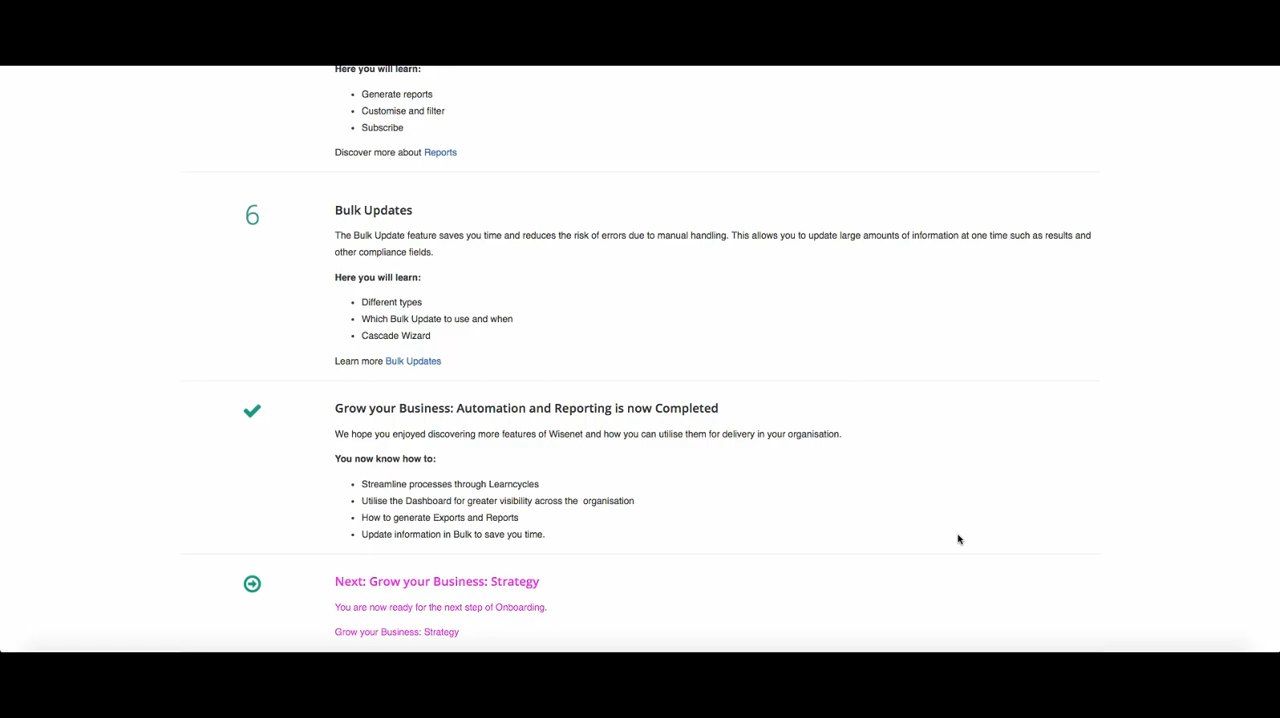 Here you will learn:
• Generate reports
• Customise and filter
• Subscribe
Discover more about Reports
6
Bulk Updates
The Bulk Update feature saves you time and reduces the risk of errors due to manual handling. This allows you to update large amounts of information at one time such as results and
other compliance fields.
Here you will learn:
• Different types
• Which Bulk Update to use and when
• Cascade Wizard
Learn more Bulk Updates
Grow your Business: Automation and Reporting is now Completed
We hope you enjoyed discovering more features of Wisenet and how you can utilise them for delivery in your organisation.
You now know how to:
• Streamline processes through Learncycles
• Utilise the Dashboard for greater visibility across the organisation
• How to generate Exports and Reports
• Update information in Bulk to save you time.
Next: Grow your Business: Strategy
You are now ready for the next step of Onboarding.
Grow your Business: Strategy